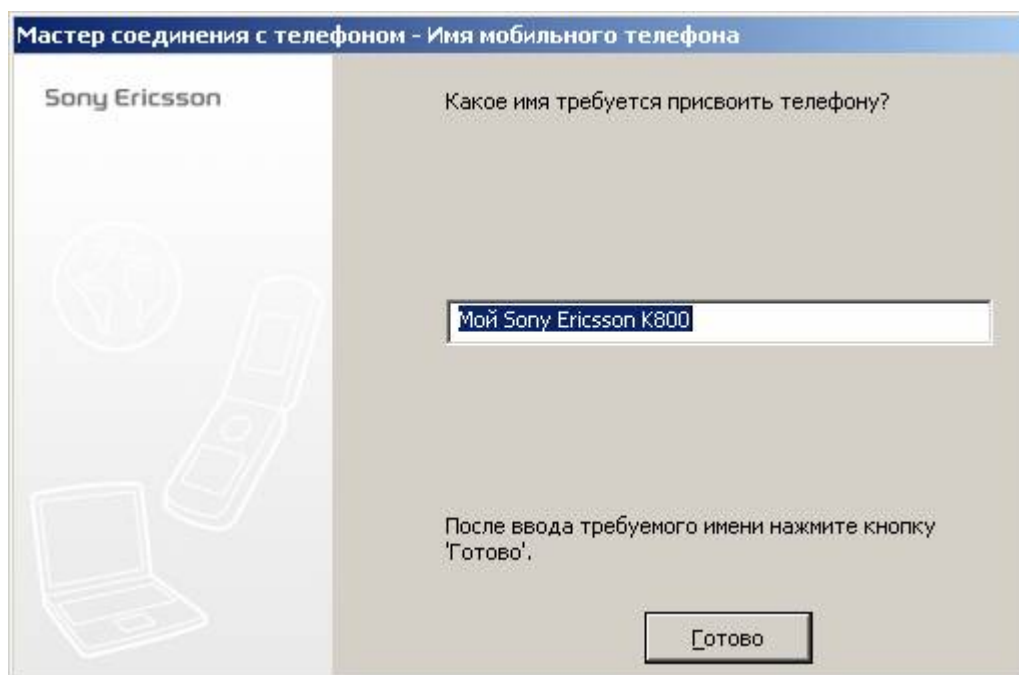 Мастер соединения с телефоном - Имя мобильного телефона
Sony Ericsson
Какое имя требуется присвоить телефону?
Мой Sony Ericsson K800
После ввода требуемого имени нажмите кнопку
'Готово'.
Готово